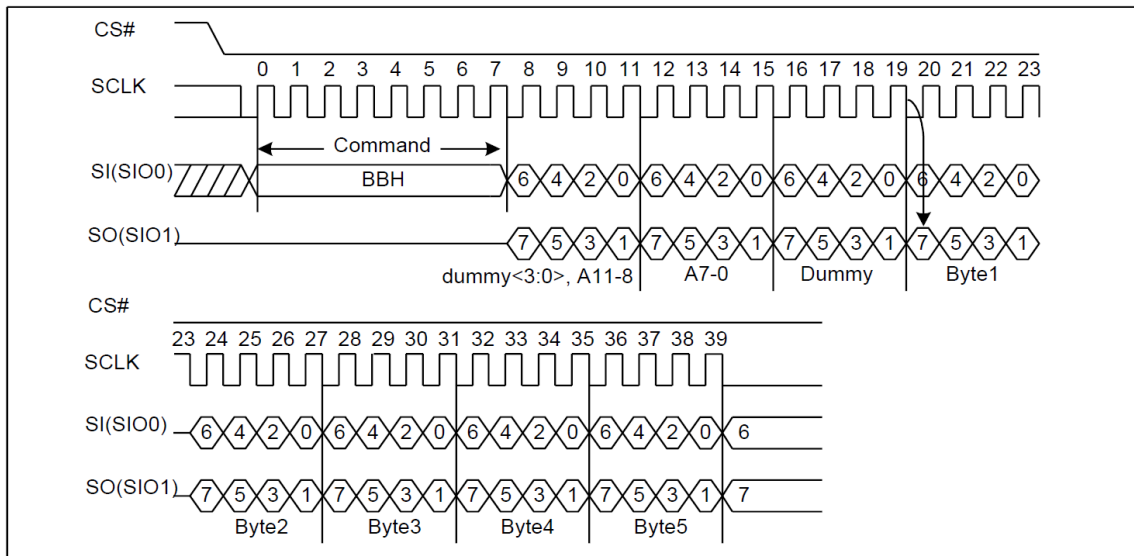 CS#
0 1 2 3 4 5 6 7 8 9 10 11 12 13 14 15 16 17 18 19 20 21 22 23
SCLK
Command
SI(SIO0) BBH 6 4 2 0 6 4 2 0 6 4 2 0 6 4 2 0
SO(SIO1) 7 5 3 1 7 5 3 1 7 5 3 1 7 5 3 1
dummy<3:0>, A11-8 A7-0 Dummy Byte1
CS#
23 24 25 26 27 28 29 30 31 32 33 34 35 36 37 38 39
SCLK
SI(SIO0) 6 4 2 0 6 4 2 0 6 4 2 0 6 4 2 0 6
SO(SIO1) 7 5 3 1 7 5 3 1 7 5 3 1 7 5 3 1 7
Byte2 Byte3 Byte4 Byte5